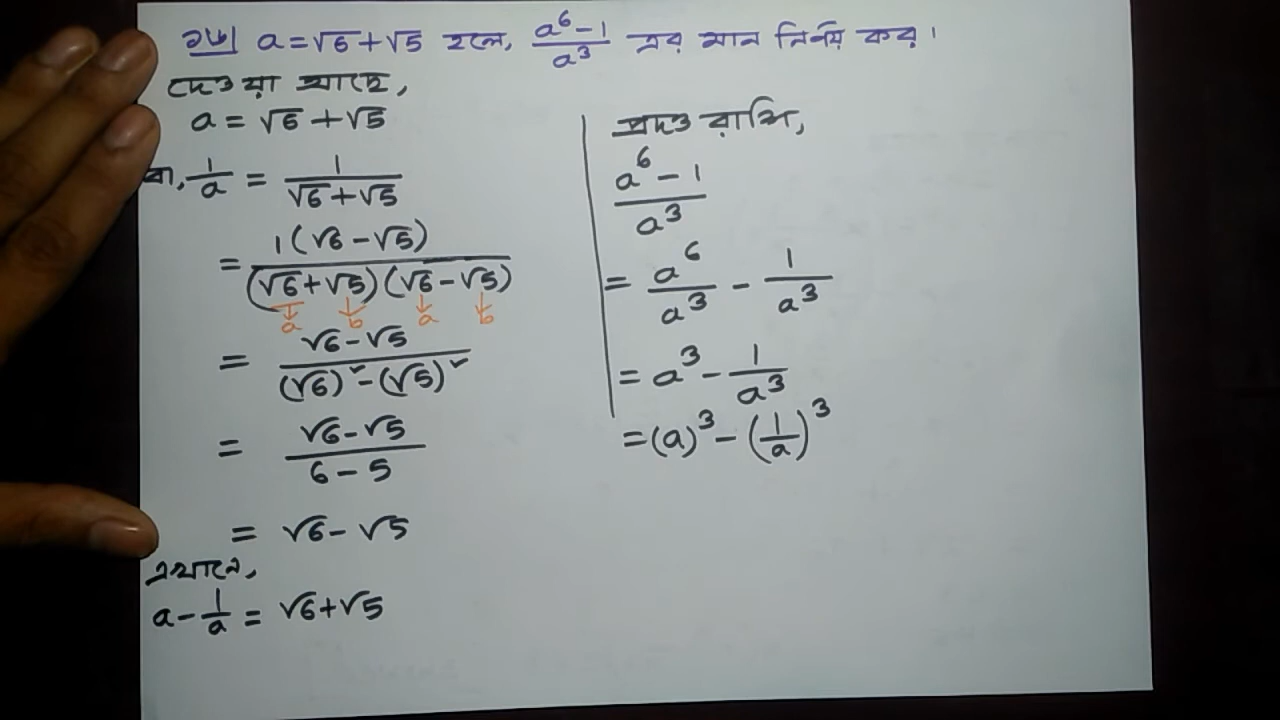 ১৬। a = √6 + √5 হলে, (a⁶ - 1)/a³ এর মান নির্ণয় কর।
দেওয়া আছে,
a = √6 + √5
বা, 1/a = 1/(√6 + √5)
= 1(√6 - √5)/((√6 + √5)(√6 - √5))
a b a b
= (√6 - √5)/((√6)² - (√5)²)
= (√6 - √5)/(6 - 5)
= √6 - √5
এখানে,
a - 1/a = √6 + √5
প্রদত্ত রাশি,
(a⁶ - 1)/a³
= a⁶/a³ - 1/a³
= a³ - 1/a³
= (a)³ - (1/a)³